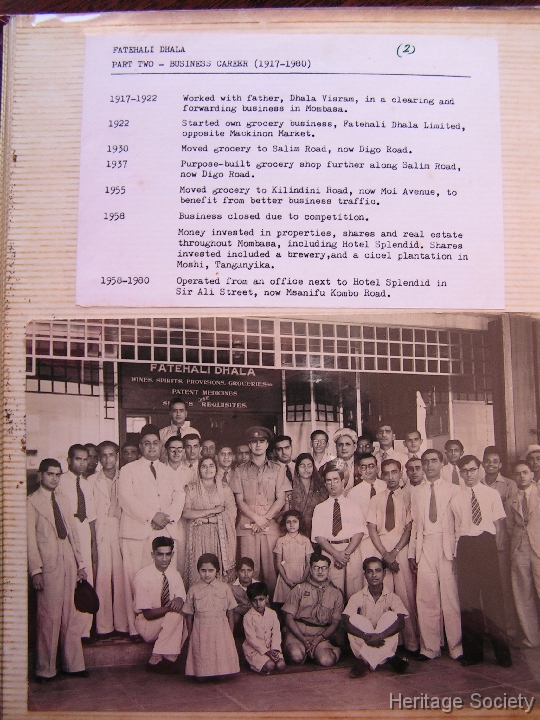 FATEHALI DHALA
(2)
PART TWO - BUSINESS CAREER (1917-1980)
1917-1922 Worked with father, Dhala Visram, in a clearing and
forwarding business in Mombasa.
1922 Started own grocery business, Fatehali Dhala Limited,
opposite Mackinon Market.
1930 Moved grocery to Salim Road, now Digo Road.
1937 Purpose-built grocery shop further along Salim Road,
now Digo Road.
1955 Moved grocery to Kilindini Road, now Moi Avenue, to
benefit from better business traffic.
1958 Business closed due to competition.
Money invested in properties, shares and real estate
throughout Mombasa, including Hotel Splendid. Shares
invested included a brewery,and a cicel plantation in
Moshi, Tanganyika.
1958-1980 Operated from an office next to Hotel Splendid in
Sir Ali Street, now Msanifu Kombo Road.
FATEHALI DHALA
WINES, SPIRITS, PROVISIONS, GROCERIES
PATENT MEDICINES
REQUISITES.
Heritage Society